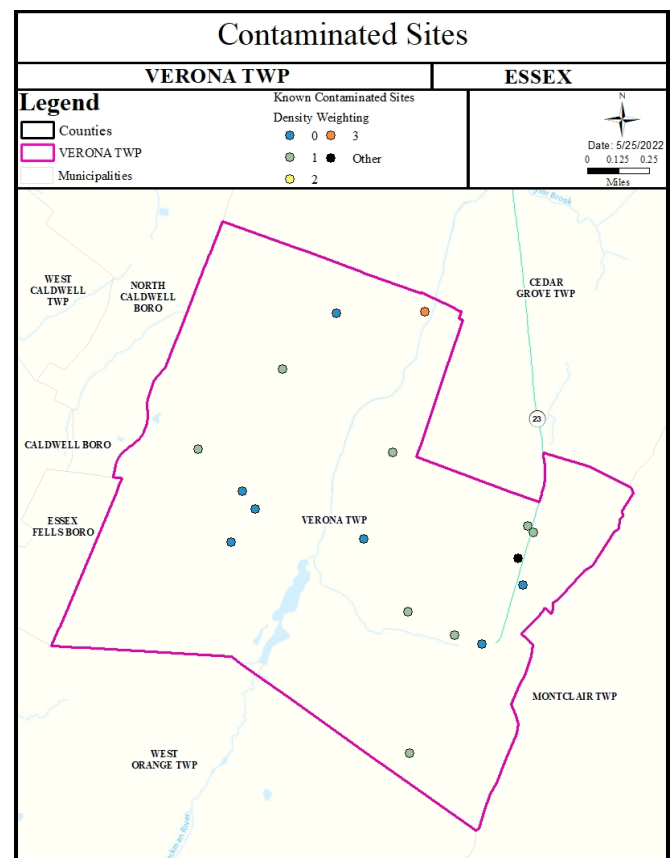 Contaminated Sites
VERONA TWP
ESSEX
Legend
Counties
VERONA TWP
Municipalities
Known Contaminated Sites
Density Weighting
0 3
1 Other
2
N
Date: 5/25/2022
0 0.125 0.25
Miles
WEST
CALDWELL
TWP
NORTH
CALDWELL
BORO
CEDAR
GROVE TWP
23
CALDWELL BORO
ESSEX
FELLS BORO
VERONA TWP
MONTCLAIR TWP
WEST
ORANGE TWP
Brook
River